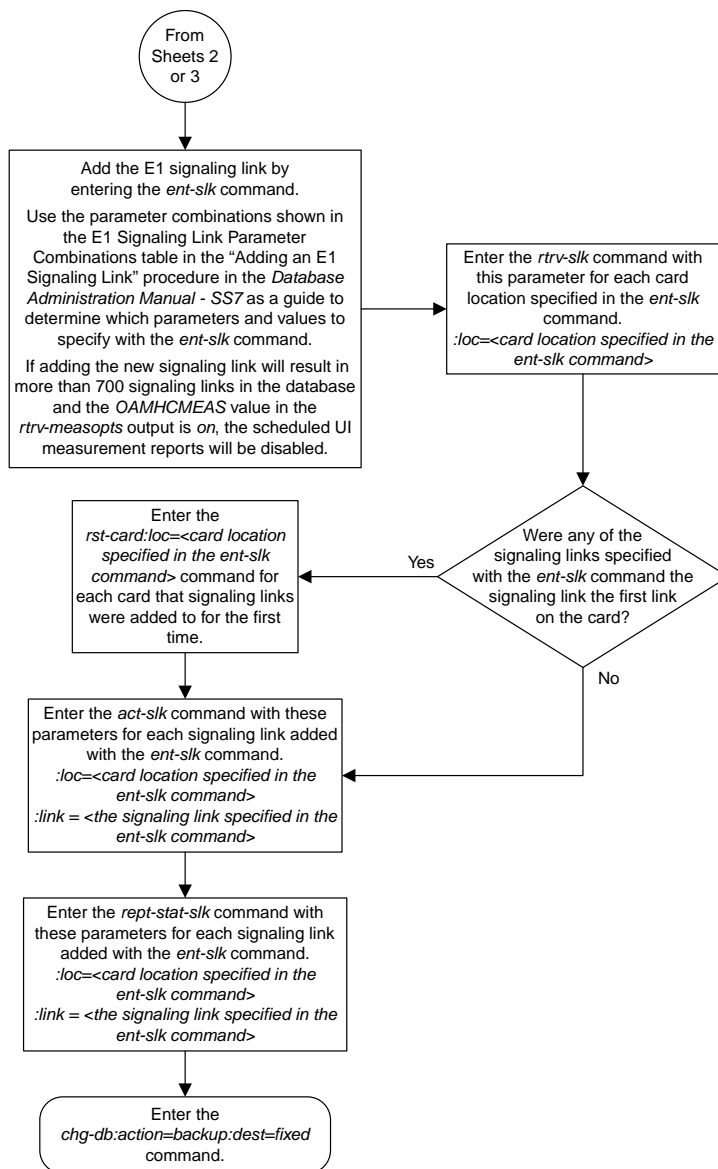 From
Sheets 2
or 3
Add the E1 signaling link by
entering the ent-slk command.
Use the parameter combinations shown in
the E1 Signaling Link Parameter
Combinations table in the “Adding an E1
Signaling Link” procedure in the Database
Administration Manual - SS7 as a guide to
determine which parameters and values to
specify with the ent-slk command.
If adding the new signaling link will result in
more than 700 signaling links in the database
and the OAMHCMEAS value in the
rtrv-measopts output is on, the scheduled UI
measurement reports will be disabled.
Enter the rtrv-slk command with
this parameter for each card
location specified in the ent-slk
command.
:loc=<card location specified in the
ent-slk command>
Were any of the
signaling links specified
with the ent-slk command the
signaling link the first link
on the card?
Yes
No
Enter the
rst-card:loc=<card location
specified in the ent-slk
command> command for
each card that signaling links
were added to for the first
time.
Enter the act-slk command with these
parameters for each signaling link added
with the ent-slk command.
:loc=<card location specified in the
ent-slk command>
:link = <the signaling link specified in the
ent-slk command>
Enter the rept-stat-slk command with
these parameters for each signaling link
added with the ent-slk command.
:loc=<card location specified in the
ent-slk command>
:link = <the signaling link specified in the
ent-slk command>
Enter the
chg-db:action=backup:dest=fixed
command.